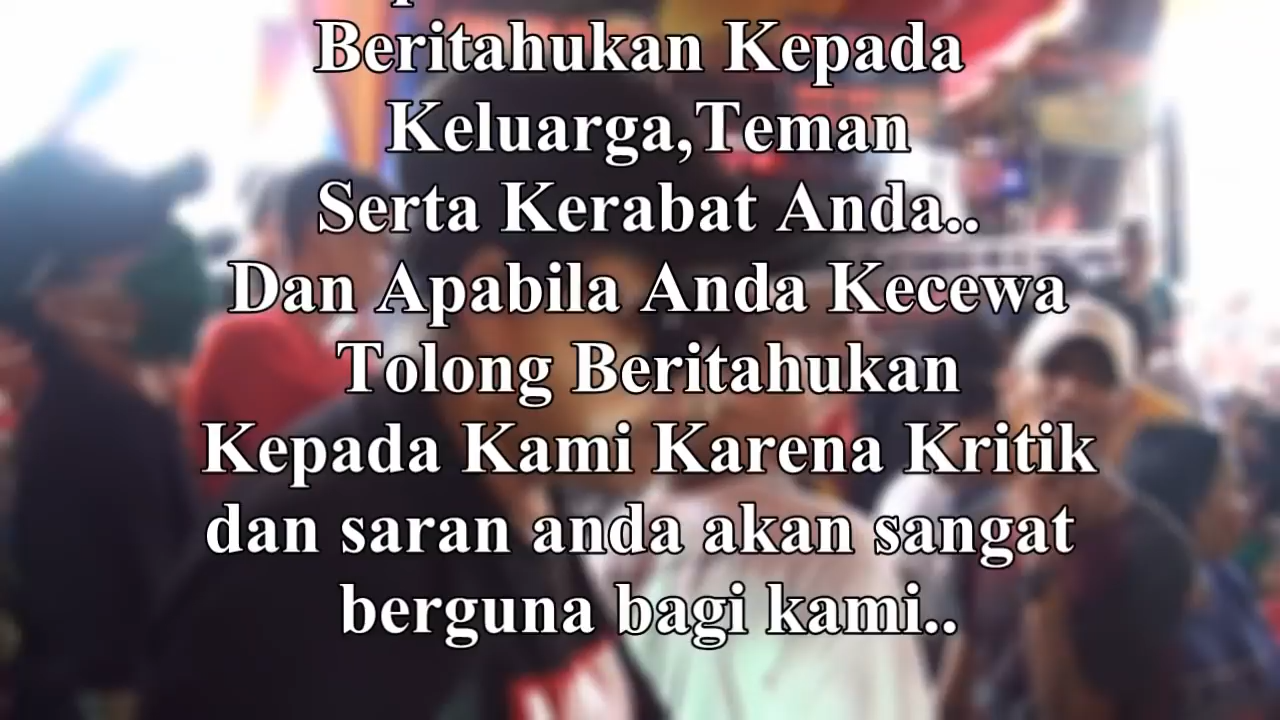 Beritahukan Kepada
Keluarga,Teman
Serta Kerabat Anda..
Dan Apabila Anda Kecewa
Tolong Beritahukan
Kepada Kami Karena Kritik
dan saran anda akan sangat
berguna bagi kami..